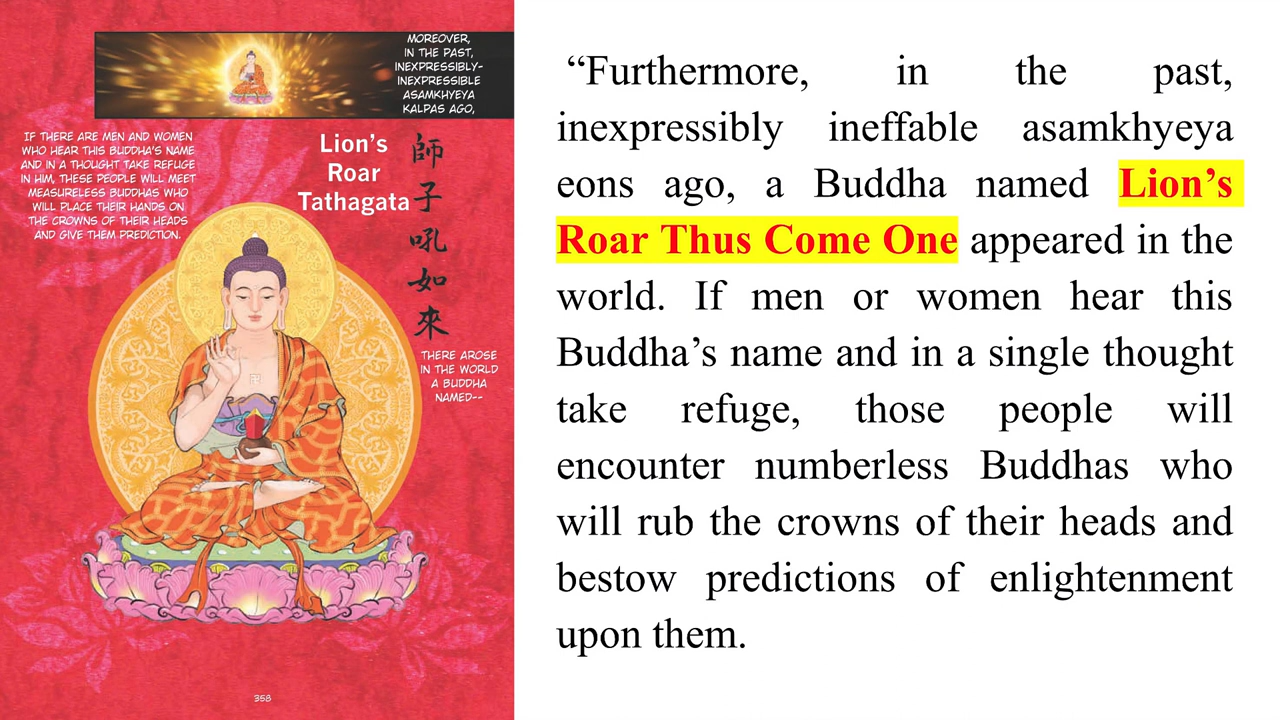 MOREOVER,
IN THE PAST,
INEXPRESSIBLY-
INEXPRESSIBLE
ASAMKHYEYA
KALPAS AGO,
IF THERE ARE MEN AND WOMEN
WHO HEAR THIS BUDDHA'S NAME
AND IN A THOUGHT TAKE REFUGE
IN HIM, THESE PEOPLE WILL MEET
MEASURELESS BUDDHAS WHO
WILL PLACE THEIR HANDS ON
THE CROWNS OF THEIR HEADS
AND GIVE THEM PREDICTION.
Lion's
Roar
Tathagata
師
子
吼
如
來
THERE AROSE
IN THE WORLD
A BUDDHA
NAMED--
358
“Furthermore, in the past,
inexpressibly ineffable asamkhyeya
eons ago, a Buddha named Lion’s
Roar Thus Come One appeared in the
world. If men or women hear this
Buddha’s name and in a single thought
take refuge, those people will
encounter numberless Buddhas who
will rub the crowns of their heads and
bestow predictions of enlightenment
upon them.